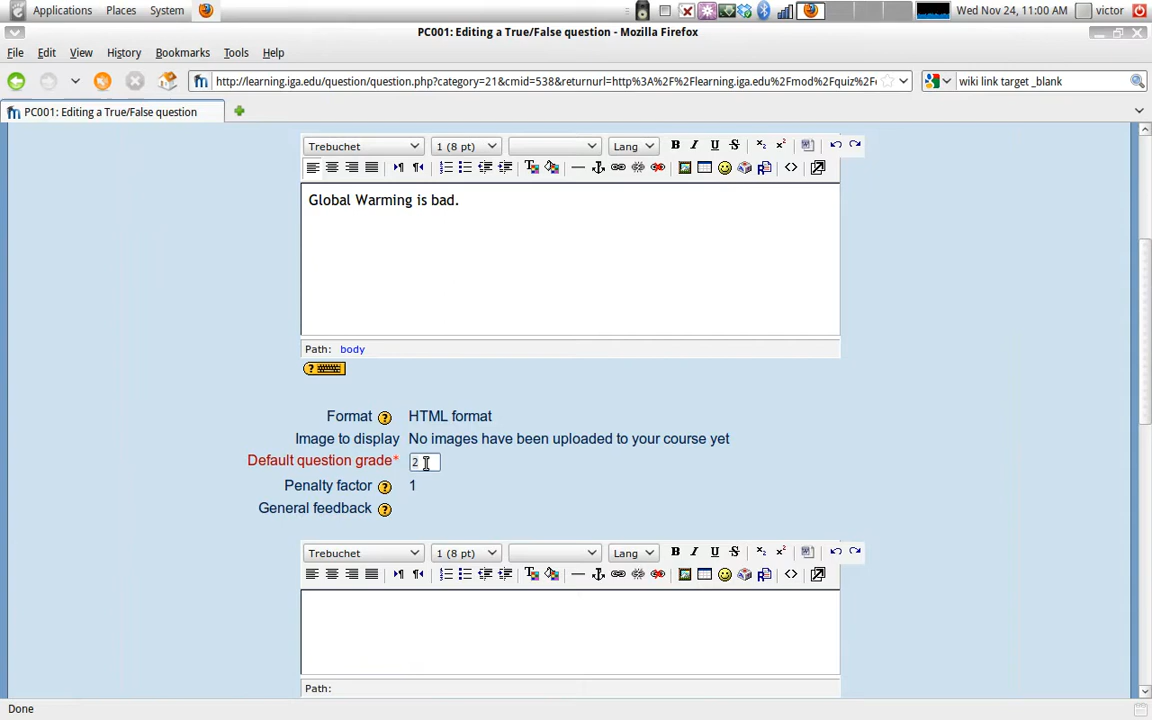 Applications Places System Wed Nov 24, 11:00 AM victor
PC001: Editing a True/False question - Mozilla Firefox
File Edit View History Bookmarks Tools Help
http://learning.iga.edu/question/question.php?category=21&cmid=538&returnurl=http%3A%2F%2Flearning.iga.edu%2Fmod%2Fquiz%2Fe wiki link target _blank
PC001: Editing a True/False question
Trebuchet 1 (8 pt) Lang B I U S
Global Warming is bad.
Path: body
?
Format ? HTML format
Image to display No images have been uploaded to your course yet
Default question grade* 2
Penalty factor ? 1
General feedback ?
Trebuchet 1 (8 pt) Lang B I U S
Path:
Done